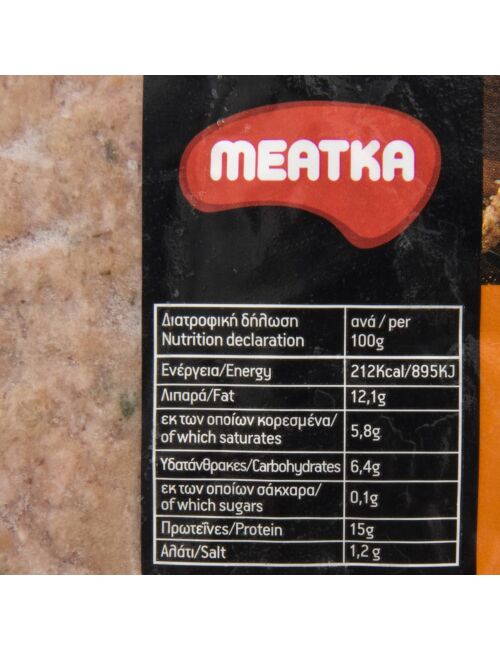 MEATKA
Διατροφική δήλωση
Nutrition declaration
ανά / per
100g
Ενέργεια/Energy
212Kcal/895KJ
Λιπαρά/Fat
12,1g
εκ των οποίων κορεσμένα/
of which saturates
5,8g
Υδατάνθρακες/Carbohydrates
6,4g
εκ των οποίων σάκχαρα/
of which sugars
0,1g
Πρωτεΐνες/Protein
15g
Αλάτι/Salt
1,2 g